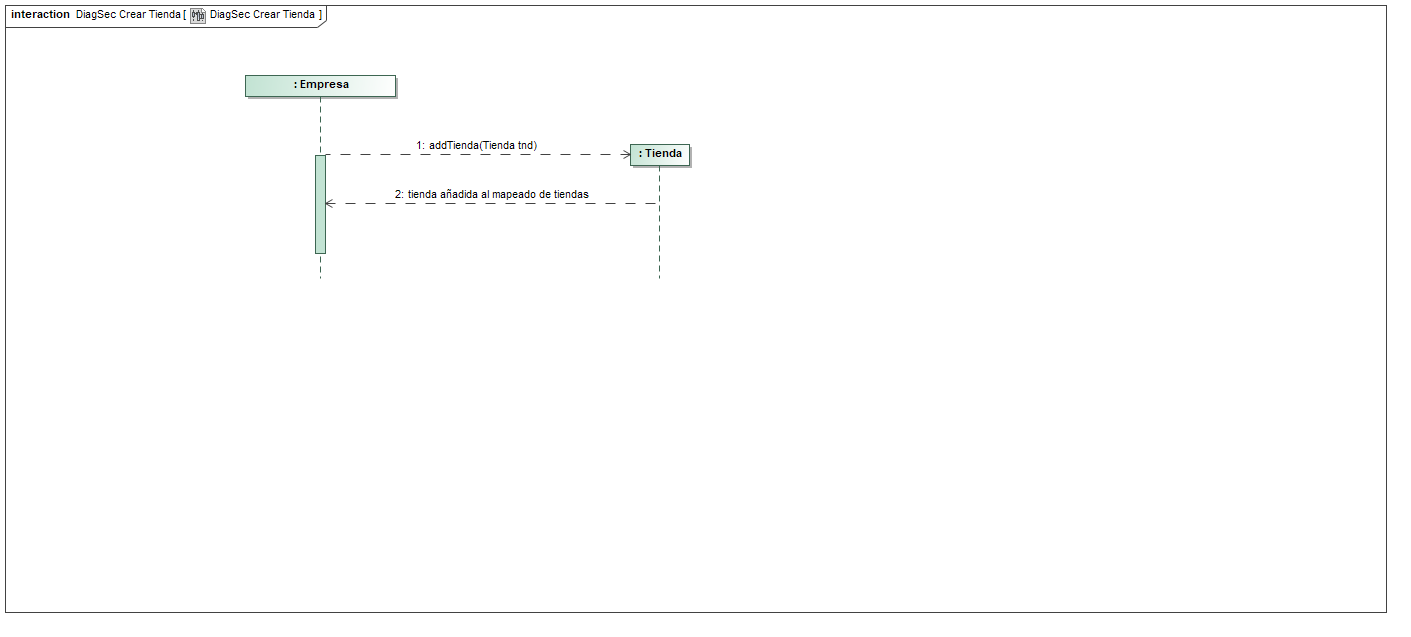 interaction DiagSec Crear Tienda [ DiagSec Crear Tienda ]
: Empresa
1: addTienda(Tienda tnd)
: Tienda
2: tienda añadida al mapeado de tiendas